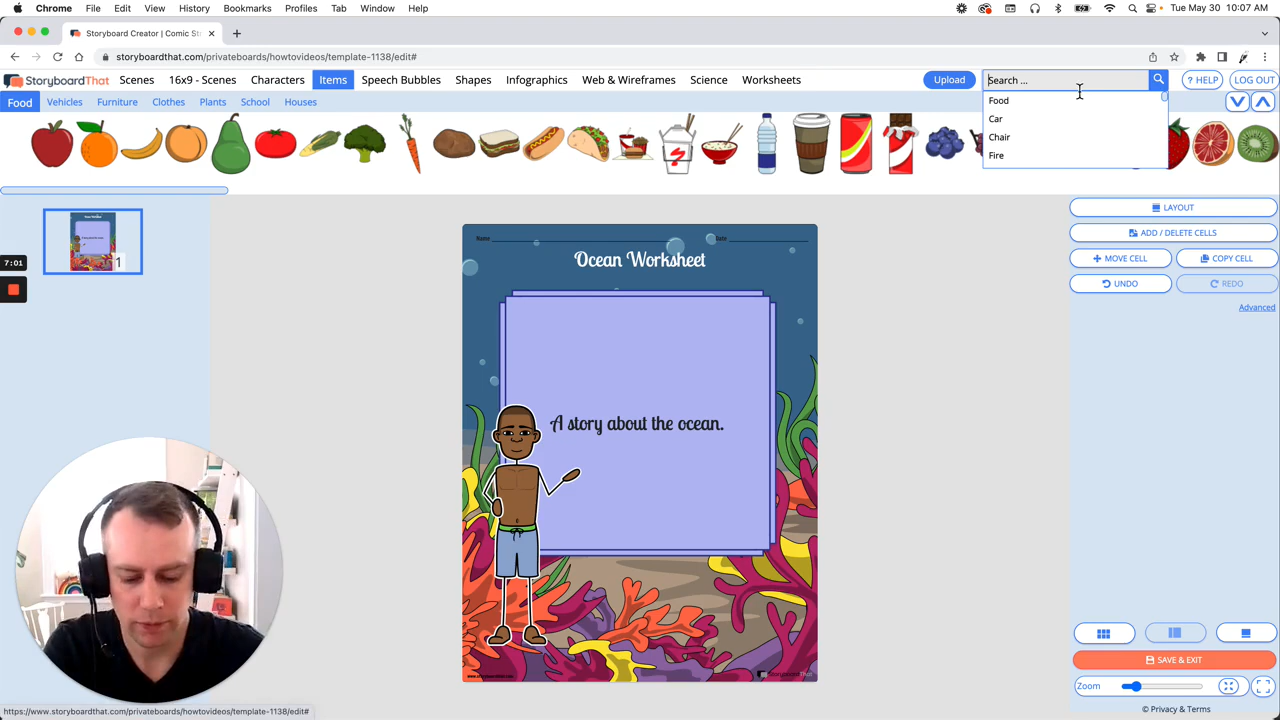 Chrome File Edit View History Bookmarks Profiles Tab Window Help Tue May 30 10:07 AM
Storyboard Creator | Comic St
storyboardthat.com/privateboards/howtovideos/template-1138/edit#
StoryboardThat Scenes 16x9 - Scenes Characters Items Speech Bubbles Shapes Infographics Web & Wireframes Science Worksheets Upload Search ... ? HELP LOG OUT
Food Vehicles Furniture Clothes Plants School Houses
Food
Car
Chair
Fire
1
7:01
Name Date
Ocean Worksheet
A story about the ocean.
StoryboardThat
LAYOUT
ADD / DELETE CELLS
MOVE CELL COPY CELL
UNDO REDO
Advanced
SAVE & EXIT
Zoom
© Privacy & Terms
https://www.storyboardthat.com/privateboards/howtovideos/template-1138/edit#